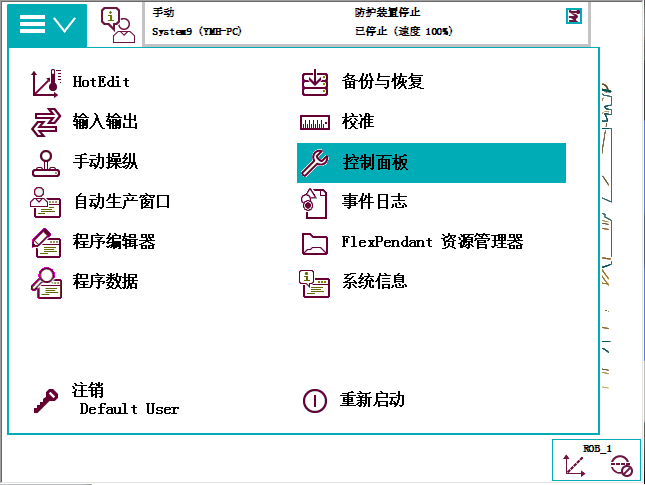 手动
System9 (YMH-PC)
防护装置停止
已停止 (速度 100%)
HotEdit
输入输出
手动操纵
自动生产窗口
程序编辑器
程序数据
备份与恢复
校准
控制面板
事件日志
FlexPendant 资源管理器
系统信息
注销
Default User
重新启动
ROB_1